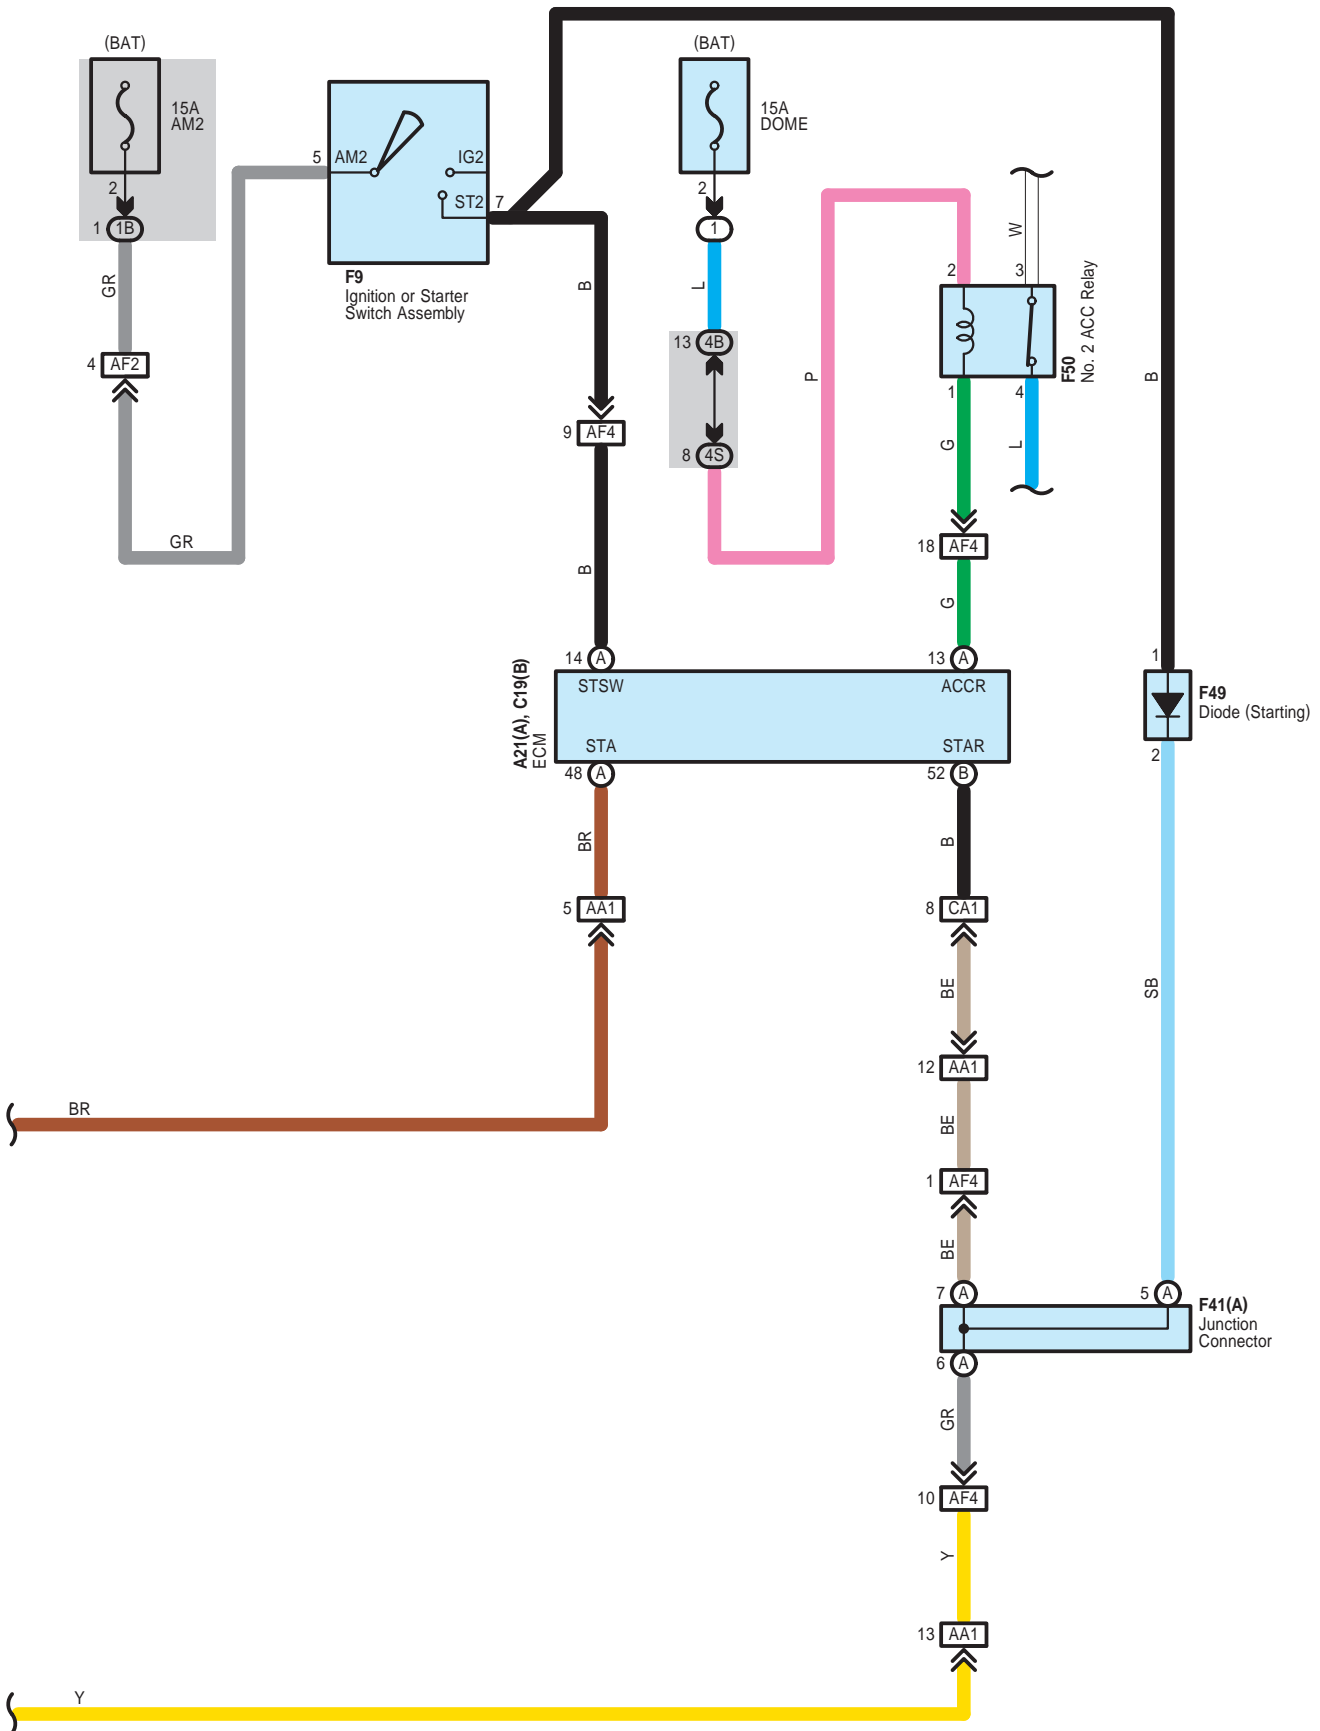 (BAT)
15A
AM2
2
1 1B
GR
4 AF2
GR
5 AM2
IG2
ST2 7
F9
Ignition or Starter
Switch Assembly
B
9 AF4
B
(BAT)
15A
DOME
2
1
L
13 4B
8 4S
P
W
2
3
F50
No. 2 ACC Relay
1
4
G
L
18 AF4
G
B
14 A
13 A
STSW
ACCR
A21(A), C19(B)
ECM
STA
STAR
48 A
52 B
1
F49
Diode (Starting)
2
BR
B
5 AA1
8 CA1
BE
SB
12 AA1
BR
BE
1 AF4
BE
7 A
5 A
F41(A)
Junction
Connector
6 A
GR
10 AF4
Y
13 AA1
Y